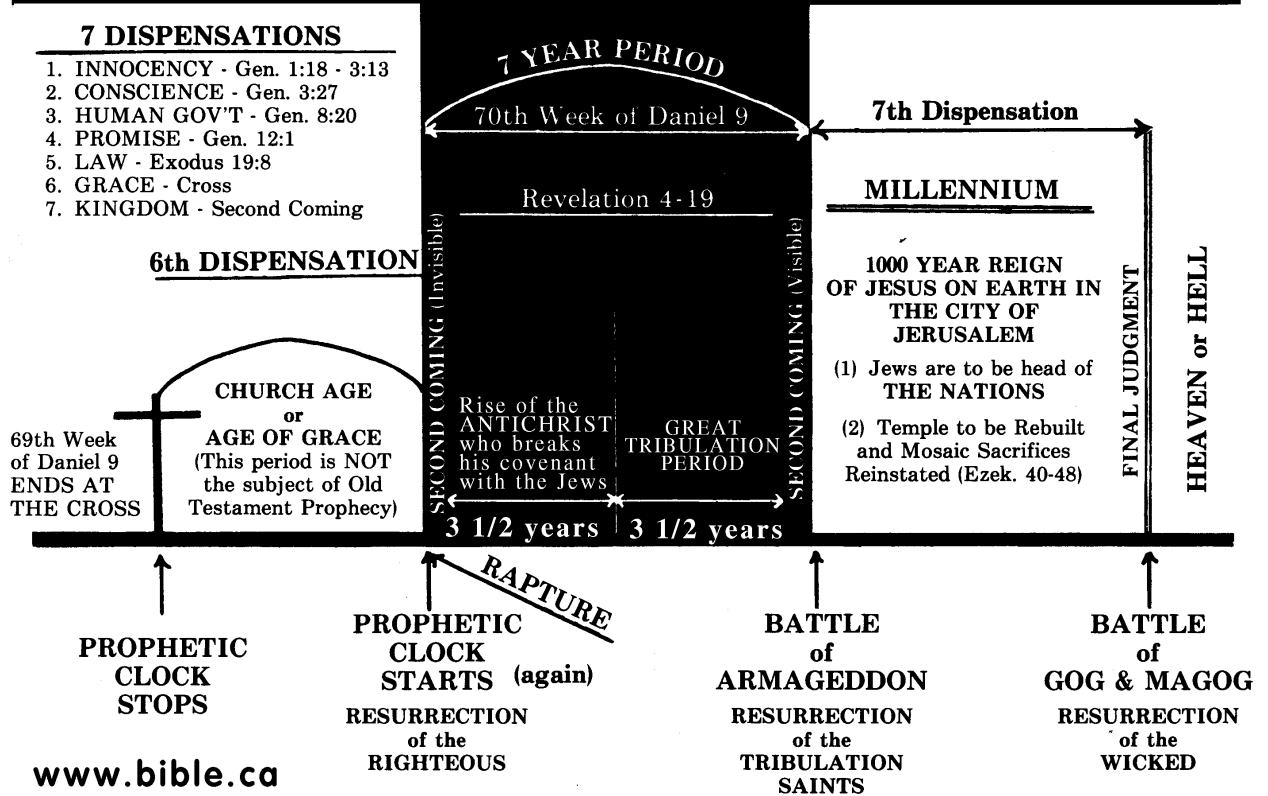 7 DISPENSATIONS
1. INNOCENCY - Gen. 1:18 - 3:13
2. CONSCIENCE - Gen. 3:27
3. HUMAN GOV'T - Gen. 8:20
4. PROMISE - Gen. 12:1
5. LAW - Exodus 19:8
6. GRACE - Cross
7. KINGDOM - Second Coming
6th DISPENSATION
69th Week
of Daniel 9
ENDS AT
THE CROSS
CHURCH AGE
or
AGE OF GRACE
(This period is NOT
the subject of Old
Testament Prophecy)
SECOND COMING (Invisible)
7 YEAR PERIOD
70th Week of Daniel 9
Revelation 4-19
Rise of the
ANTICHRIST
who breaks
his covenant
with the Jews
3 1/2 years
GREAT
TRIBULATION
PERIOD
3 1/2 years
SECOND COMING (Visible)
7th Dispensation
MILLENNIUM
1000 YEAR REIGN
OF JESUS ON EARTH IN
THE CITY OF
JERUSALEM
(1) Jews are to be head of
THE NATIONS
(2) Temple to be Rebuilt
and Mosaic Sacrifices
Reinstated (Ezek. 40-48)
FINAL JUDGMENT
HEAVEN or HELL
PROPHETIC
CLOCK
STOPS
RAPTURE
PROPHETIC
CLOCK
STARTS (again)
RESURRECTION
of the
RIGHTEOUS
BATTLE
of
ARMAGEDDON
RESURRECTION
of the
TRIBULATION
SAINTS
BATTLE
of
GOG & MAGOG
RESURRECTION
of the
WICKED
www.bible.ca